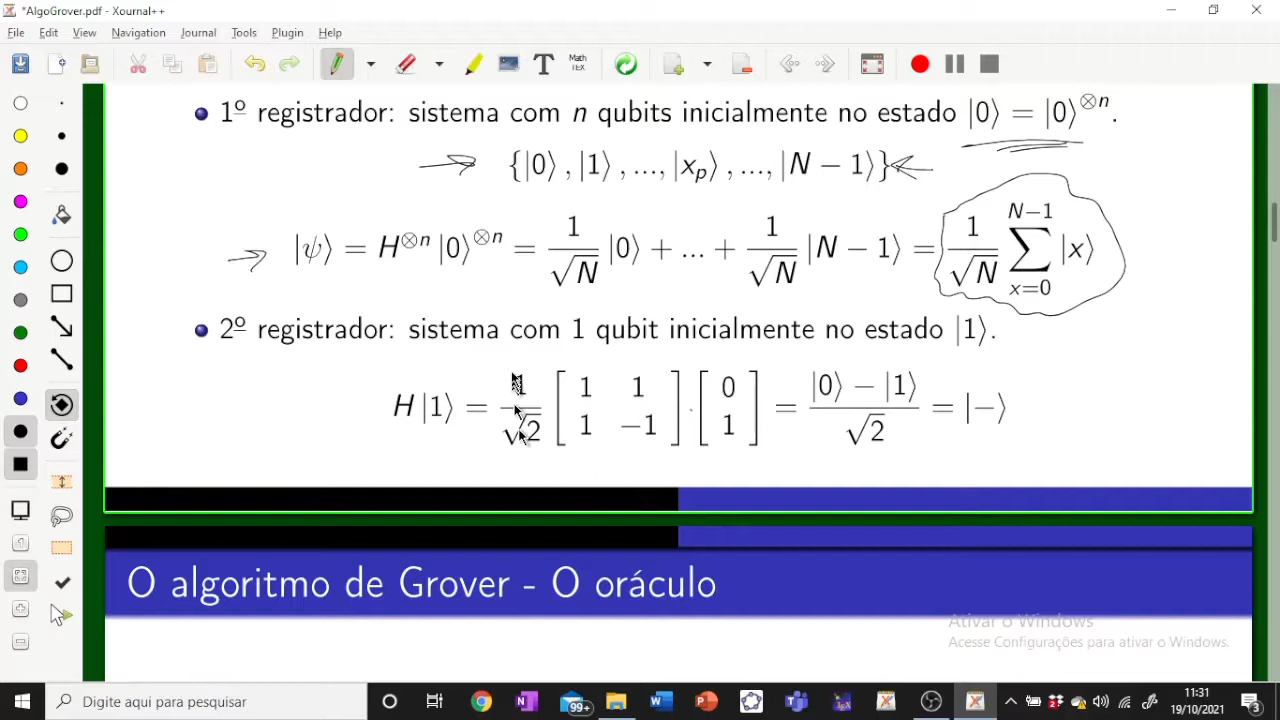 *AlgoGrover.pdf - Xournal++
File Edit View Navigation Journal Tools Plugin Help
T Math TEX
1º registrador: sistema com n qubits inicialmente no estado |0⟩ = |0⟩^{⊗n}.
{|0⟩, |1⟩, ..., |x_p⟩, ..., |N − 1⟩}
|ψ⟩ = H^{⊗n} |0⟩^{⊗n} = 1/√N |0⟩ + ... + 1/√N |N − 1⟩ = 1/√N ∑_{x=0}^{N−1} |x⟩
2º registrador: sistema com 1 qubit inicialmente no estado |1⟩.
H |1⟩ = 1/√2 [1 1; 1 −1] · [0; 1] = (|0⟩ − |1⟩)/√2 = |−⟩
O algoritmo de Grover - O oráculo
Ativar o Windows
Acesse Configurações para ativar o Windows.
Digite aqui para pesquisar
99+
11:31
19/10/2021
3